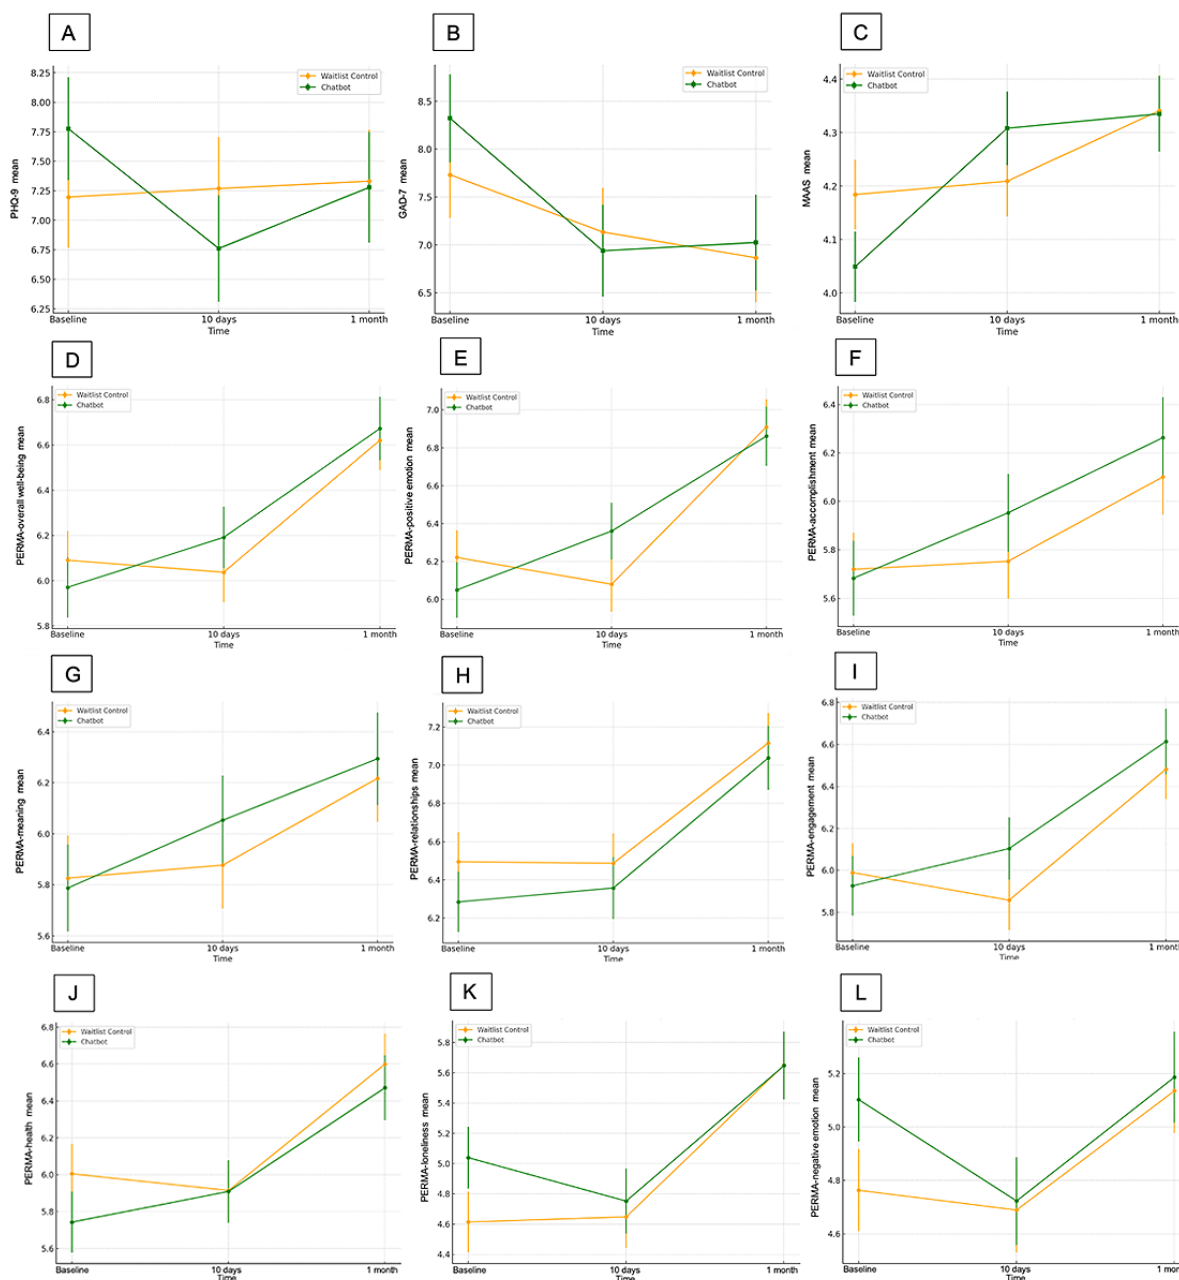 A
PHQ-9 mean
8.25
8.00
7.75
7.50
7.25
7.00
6.75
6.50
6.25
Waitlist Control
Chatbot
Baseline
10 days
1 month
Time
B
GAD-7 mean
8.5
8.0
7.5
7.0
6.5
Waitlist Control
Chatbot
Baseline
10 days
1 month
Time
C
MAAS mean
4.4
4.3
4.2
4.1
4.0
Waitlist Control
Chatbot
Baseline
10 days
1 month
Time
D
PERMA-overall well-being mean
6.8
6.6
6.4
6.2
6.0
5.8
Waitlist Control
Chatbot
Baseline
10 days
1 month
Time
E
PERMA-positive emotion mean
7.0
6.8
6.6
6.4
6.2
6.0
Waitlist Control
Chatbot
Baseline
10 days
1 month
Time
F
PERMA-accomplishment mean
6.4
6.2
6.0
5.8
5.6
Waitlist Control
Chatbot
Baseline
10 days
1 month
Time
G
PERMA-meaning mean
6.4
6.2
6.0
5.8
5.6
Waitlist Control
Chatbot
Baseline
10 days
1 month
Time
H
PERMA-relationships mean
7.2
7.0
6.8
6.6
6.4
6.2
Waitlist Control
Chatbot
Baseline
10 days
1 month
Time
I
PERMA-engagement mean
6.8
6.6
6.4
6.2
6.0
5.8
Waitlist Control
Chatbot
Baseline
10 days
1 month
Time
J
PERMA-health mean
6.8
6.6
6.4
6.2
6.0
5.8
5.6
Waitlist Control
Chatbot
Baseline
10 days
1 month
Time
K
PERMA-loneliness mean
5.8
5.6
5.4
5.2
5.0
4.8
4.6
4.4
Waitlist Control
Chatbot
Baseline
10 days
1 month
Time
L
PERMA-negative emotion mean
5.2
5.0
4.8
4.6
Waitlist Control
Chatbot
Baseline
10 days
1 month
Time